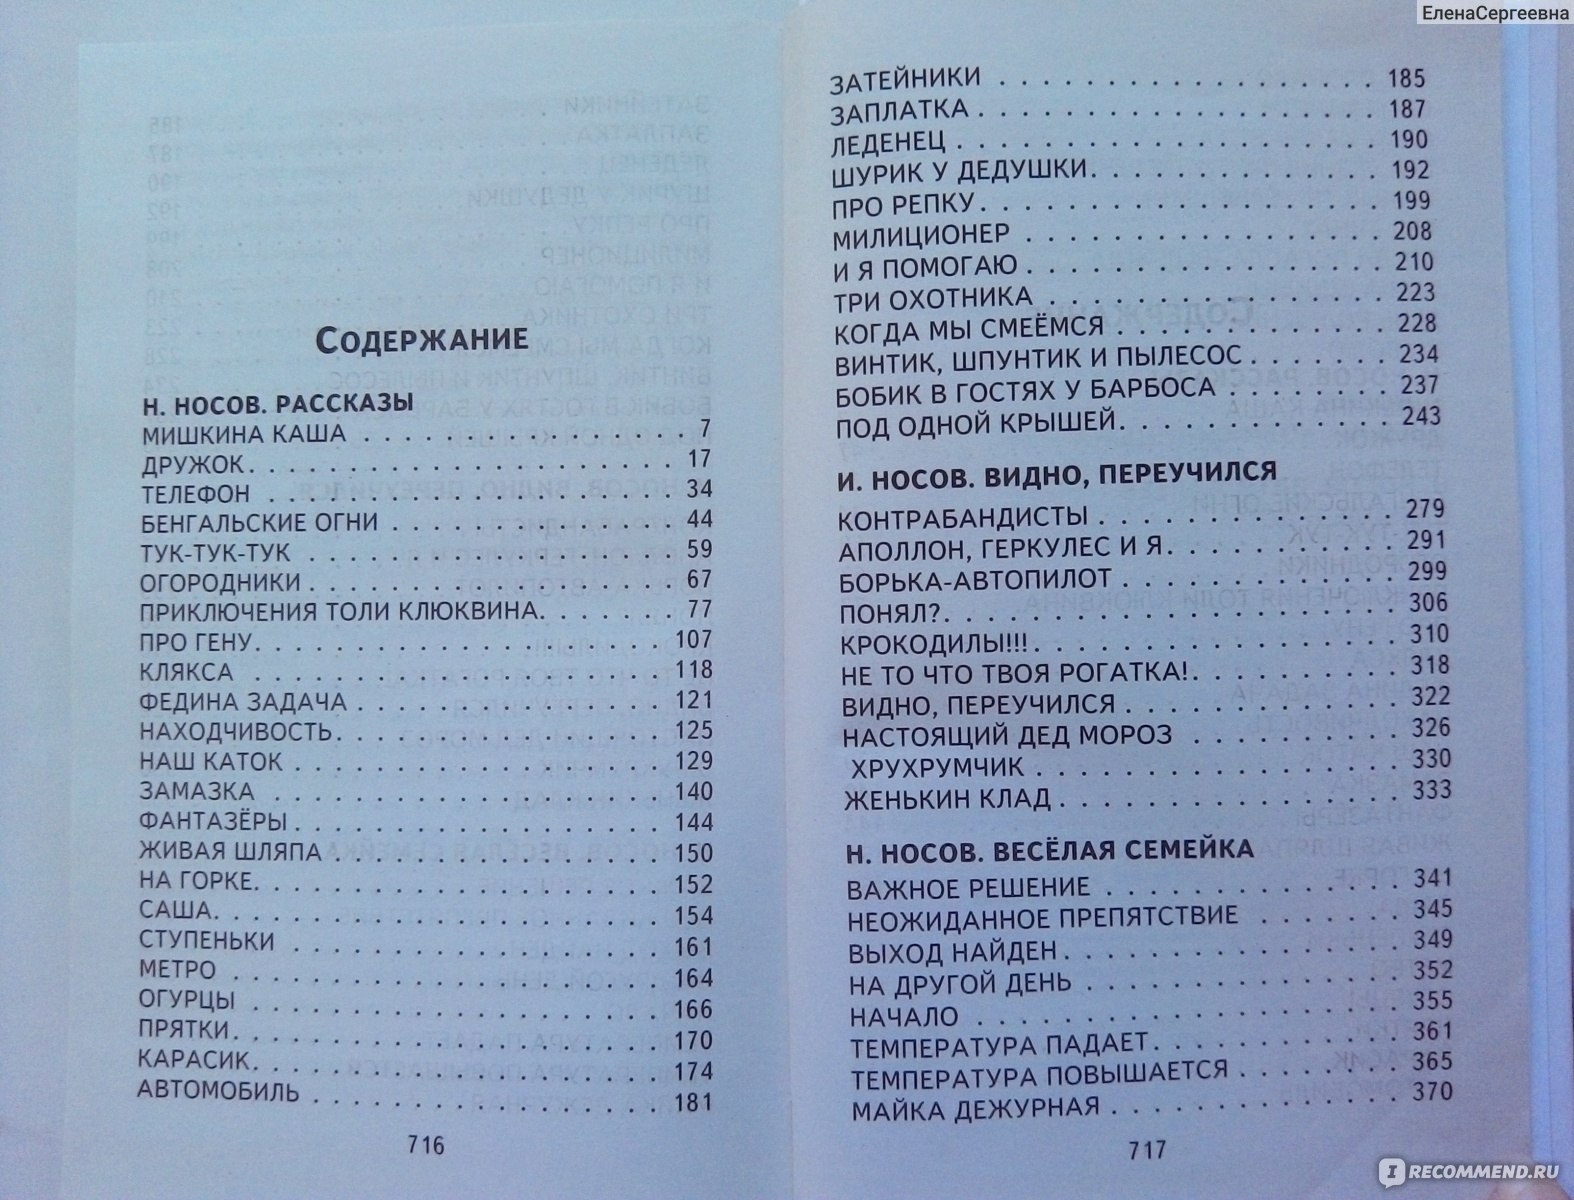 ЕленаСергеевна
СОДЕРЖАНИЕ
Н. НОСОВ. РАССКАЗЫ
МИШКИНА КАША . . . . . . . . . . . . 7
ДРУЖОК. . . . . . . . . . . . . . . 17
ТЕЛЕФОН . . . . . . . . . . . . . . 34
БЕНГАЛЬСКИЕ ОГНИ . . . . . . . . . . 44
ТУК-ТУК-ТУК . . . . . . . . . . . . 59
ОГОРОДНИКИ . . . . . . . . . . . . . 67
ПРИКЛЮЧЕНИЯ ТОЛИ КЛЮКВИНА. . . . . 77
ПРО ГЕНУ. . . . . . . . . . . . . . 107
КЛЯКСА . . . . . . . . . . . . . . . 118
ФЕДИНА ЗАДАЧА . . . . . . . . . . . 121
НАХОДЧИВОСТЬ. . . . . . . . . . . . 125
НАШ КАТОК . . . . . . . . . . . . . 129
ЗАМАЗКА . . . . . . . . . . . . . . 140
ФАНТАЗЁРЫ . . . . . . . . . . . . . 144
ЖИВАЯ ШЛЯПА . . . . . . . . . . . . 150
НА ГОРКЕ. . . . . . . . . . . . . . 152
САША. . . . . . . . . . . . . . . . 154
СТУПЕНЬКИ . . . . . . . . . . . . . 161
МЕТРО . . . . . . . . . . . . . . . 164
ОГУРЦЫ . . . . . . . . . . . . . . . 166
ПРЯТКИ. . . . . . . . . . . . . . . 170
КАРАСИК. . . . . . . . . . . . . . . 174
АВТОМОБИЛЬ . . . . . . . . . . . . . 181
716
ЗАТЕЙНИКИ . . . . . . . . . . . . . 185
ЗАПЛАТКА . . . . . . . . . . . . . . 187
ЛЕДЕНЕЦ . . . . . . . . . . . . . . 190
ШУРИК У ДЕДУШКИ. . . . . . . . . . . 192
ПРО РЕПКУ. . . . . . . . . . . . . . 199
МИЛИЦИОНЕР . . . . . . . . . . . . . 208
И Я ПОМОГАЮ . . . . . . . . . . . . 210
ТРИ ОХОТНИКА . . . . . . . . . . . . 223
КОГДА МЫ СМЕЁМСЯ . . . . . . . . . . 228
ВИНТИК, ШПУНТИК И ПЫЛЕСОС . . . . . 234
БОБИК В ГОСТЯХ У БАРБОСА . . . . . . 237
ПОД ОДНОЙ КРЫШЕЙ. . . . . . . . . . 243
И. НОСОВ. ВИДНО, ПЕРЕУЧИЛСЯ
КОНТРАБАНДИСТЫ . . . . . . . . . . . 279
АПОЛЛОН, ГЕРКУЛЕС И Я. . . . . . . . 291
БОРЬКА-АВТОПИЛОТ . . . . . . . . . . 299
ПОНЯЛ?. . . . . . . . . . . . . . . 306
КРОКОДИЛЫ!!!. . . . . . . . . . . . 310
НЕ ТО ЧТО ТВОЯ РОГАТКА!. . . . . . . 318
ВИДНО, ПЕРЕУЧИЛСЯ . . . . . . . . . 322
НАСТОЯЩИЙ ДЕД МОРОЗ . . . . . . . . 326
ХРУХРУМЧИК . . . . . . . . . . . . . 330
ЖЕНЬКИН КЛАД . . . . . . . . . . . . 333
Н. НОСОВ. ВЕСЁЛАЯ СЕМЕЙКА
ВАЖНОЕ РЕШЕНИЕ . . . . . . . . . . . 341
НЕОЖИДАННОЕ ПРЕПЯТСТВИЕ . . . . . . 345
ВЫХОД НАЙДЕН. . . . . . . . . . . . 349
НА ДРУГОЙ ДЕНЬ . . . . . . . . . . . 352
НАЧАЛО . . . . . . . . . . . . . . . 355
ТЕМПЕРАТУРА ПАДАЕТ. . . . . . . . . 361
ТЕМПЕРАТУРА ПОВЫШАЕТСЯ . . . . . . . 365
МАЙКА ДЕЖУРНАЯ . . . . . . . . . . . 370
717
IRECOMMEND.RU